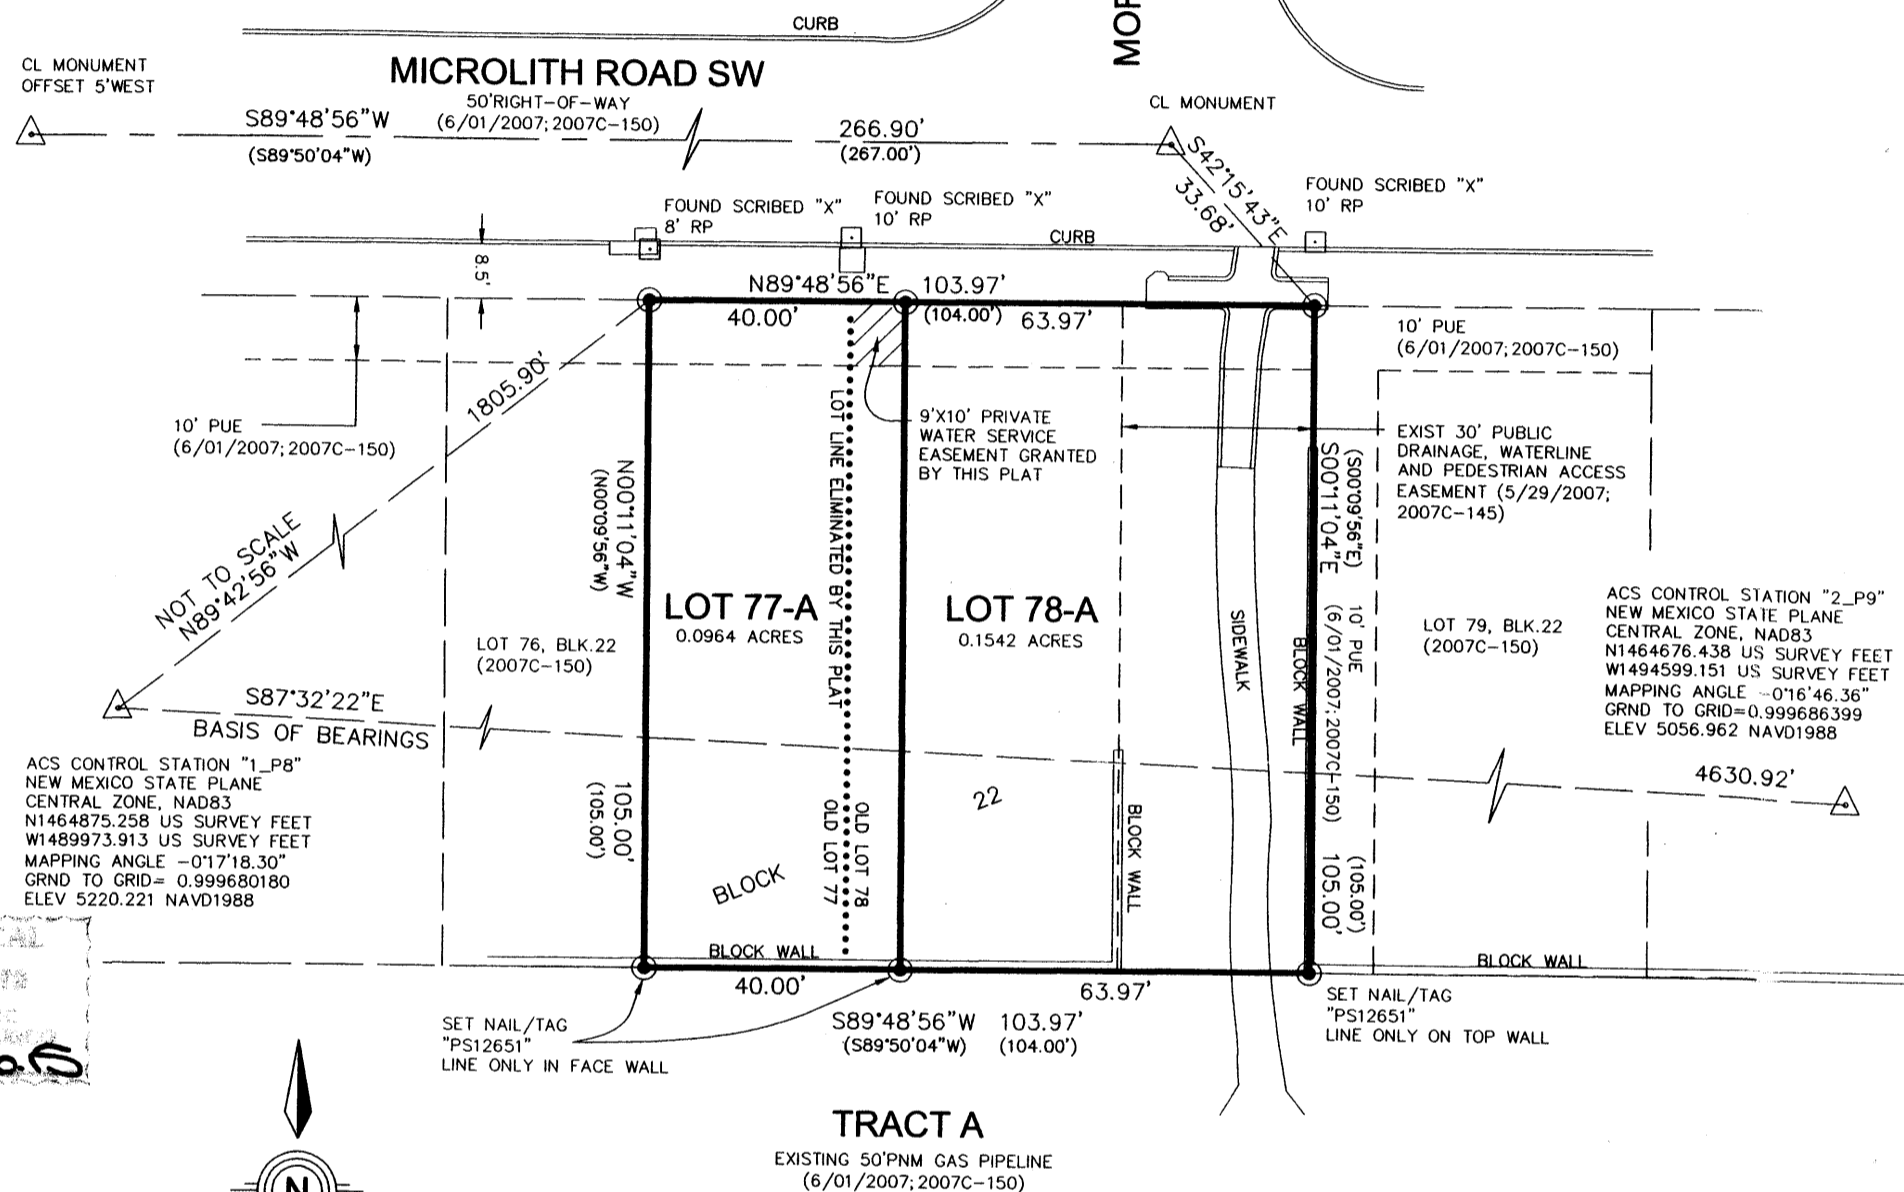 CURB
MOR
CL MONUMENT
OFFSET 5'WEST
MICROLITH ROAD SW
50'RIGHT-OF-WAY
(6/01/2007;2007C-150)
S89°48'56"W
(S89°50'04"W)
266.90'
(267.00')
CL MONUMENT
S42°15'43"E
33.68'
FOUND SCRIBED "X"
8' RP
FOUND SCRIBED "X"
10' RP
FOUND SCRIBED "X"
10' RP
CURB
8.5'
N89°48'56"E 103.97'
(104.00')
40.00'
63.97'
10' PUE
(6/01/2007;2007C-150)
1805.90'
10' PUE
(6/01/2007;2007C-150)
9'X10' PRIVATE
WATER SERVICE
EASEMENT GRANTED
BY THIS PLAT
EXIST 30' PUBLIC
DRAINAGE, WATERLINE
AND PEDESTRIAN ACCESS
EASEMENT (5/29/2007;
2007C-145)
LOT LINE ELIMINATED BY THIS PLAT
N00°11'04"W
(N00°09'56"W)
(S00°09'56"E)
S00°11'04"E
NOT TO SCALE
N89°42'56"W
LOT 77-A
0.0964 ACRES
LOT 78-A
0.1542 ACRES
LOT 76, BLK.22
(2007C-150)
SIDEWALK
BLOCK WALL
10' PUE
(6/01/2007;2007C-150)
LOT 79, BLK.22
(2007C-150)
ACS CONTROL STATION "2_P9"
NEW MEXICO STATE PLANE
CENTRAL ZONE, NAD83
N1464676.438 US SURVEY FEET
W1494599.151 US SURVEY FEET
MAPPING ANGLE -0°16'46.36"
GRND TO GRID=0.999686399
ELEV 5056.962 NAVD1988
S87°32'22"E
BASIS OF BEARINGS
4630.92'
ACS CONTROL STATION "1_P8"
NEW MEXICO STATE PLANE
CENTRAL ZONE, NAD83
N1464875.258 US SURVEY FEET
W1489973.913 US SURVEY FEET
MAPPING ANGLE -0°17'18.30"
GRND TO GRID= 0.999680180
ELEV 5220.221 NAVD1988
105.00'
(105.00')
OLD LOT 78
OLD LOT 77
BLOCK 22
BLOCK WALL
(105.00')
105.00'
BLOCK WALL
BLOCK WALL
40.00'
63.97'
S89°48'56"W 103.97'
(S89°50'04"W) (104.00')
SET NAIL/TAG
"PS12651"
LINE ONLY IN FACE WALL
SET NAIL/TAG
"PS12651"
LINE ONLY ON TOP WALL
TRACT A
EXISTING 50'PNM GAS PIPELINE
(6/01/2007;2007C-150)
N